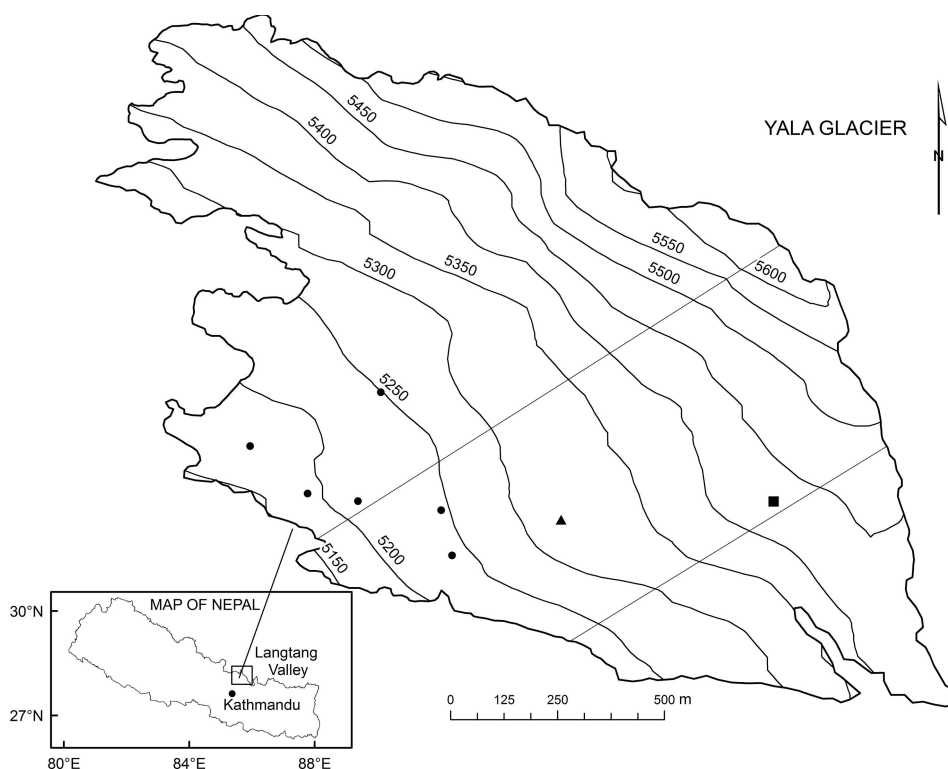 YALA GLACIER
N
5450
5400
5550
5600
5500
5350
5300
5250
5200
5150
MAP OF NEPAL
30°N
27°N
Langtang
Valley
Kathmandu
80°E 84°E 88°E
0 125 250 500 m